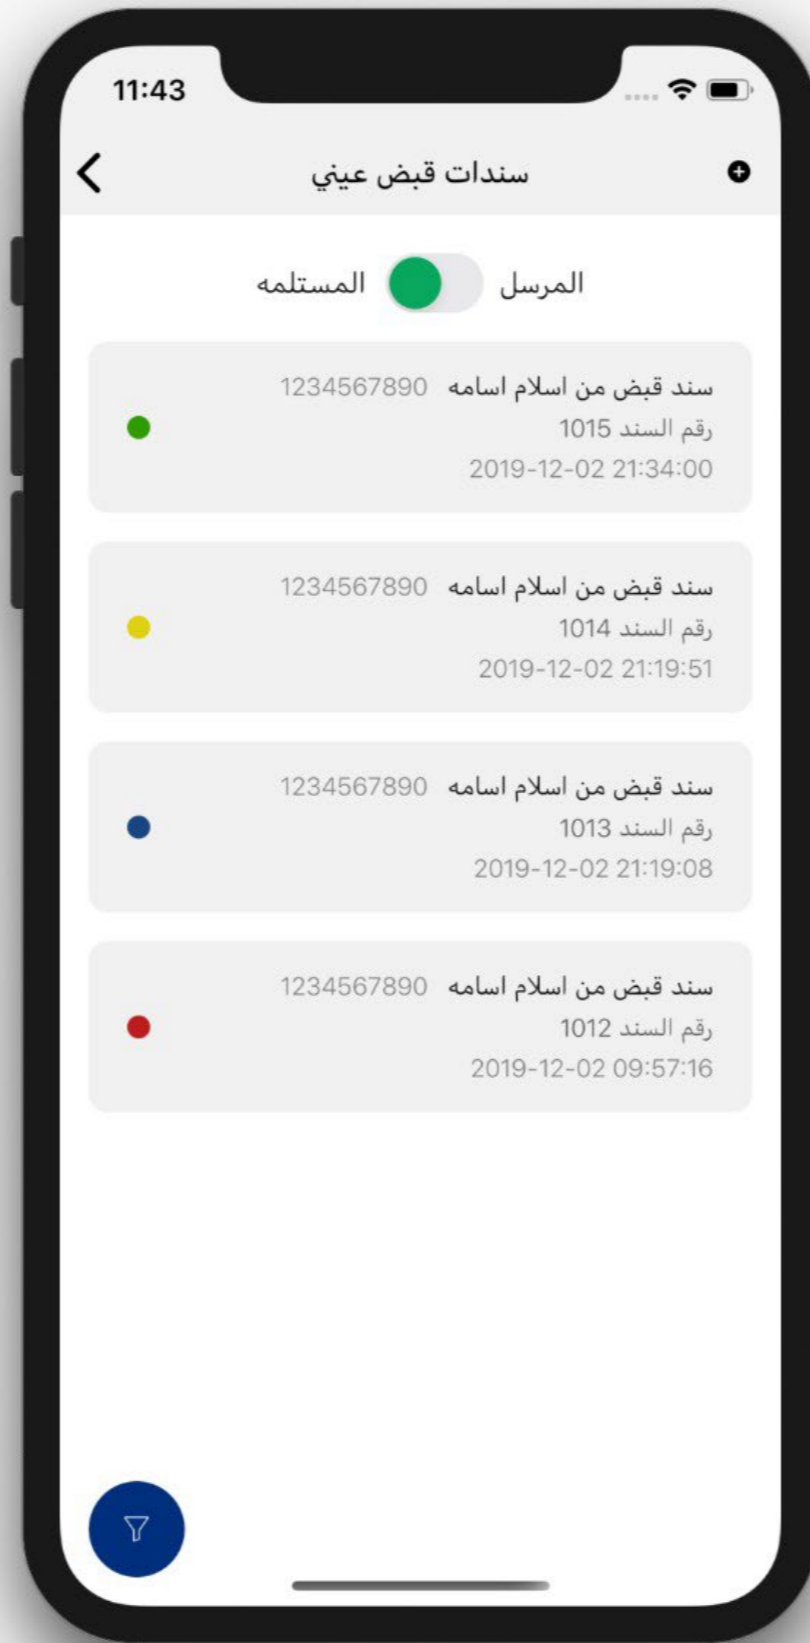 11:43
سندات قبض عيني
المرسل المستلمه
سند قبض من اسلام اسامه 1234567890
رقم السند 1015
2019-12-02 21:34:00
سند قبض من اسلام اسامه 1234567890
رقم السند 1014
2019-12-02 21:19:51
سند قبض من اسلام اسامه 1234567890
رقم السند 1013
2019-12-02 21:19:08
سند قبض من اسلام اسامه 1234567890
رقم السند 1012
2019-12-02 09:57:16